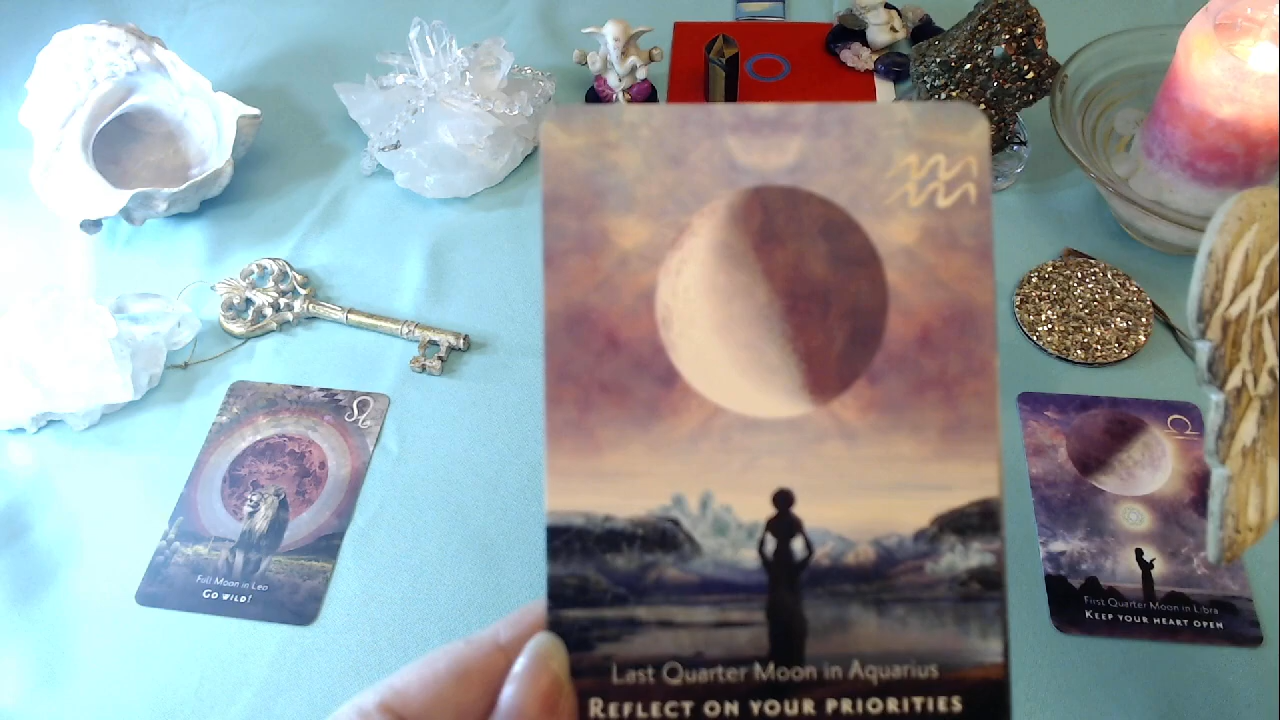 Full Moon in Leo
GO WILD!
Last Quarter Moon in Aquarius
REFLECT ON YOUR PRIORITIES
First Quarter Moon in Libra
KEEP YOUR HEART OPEN